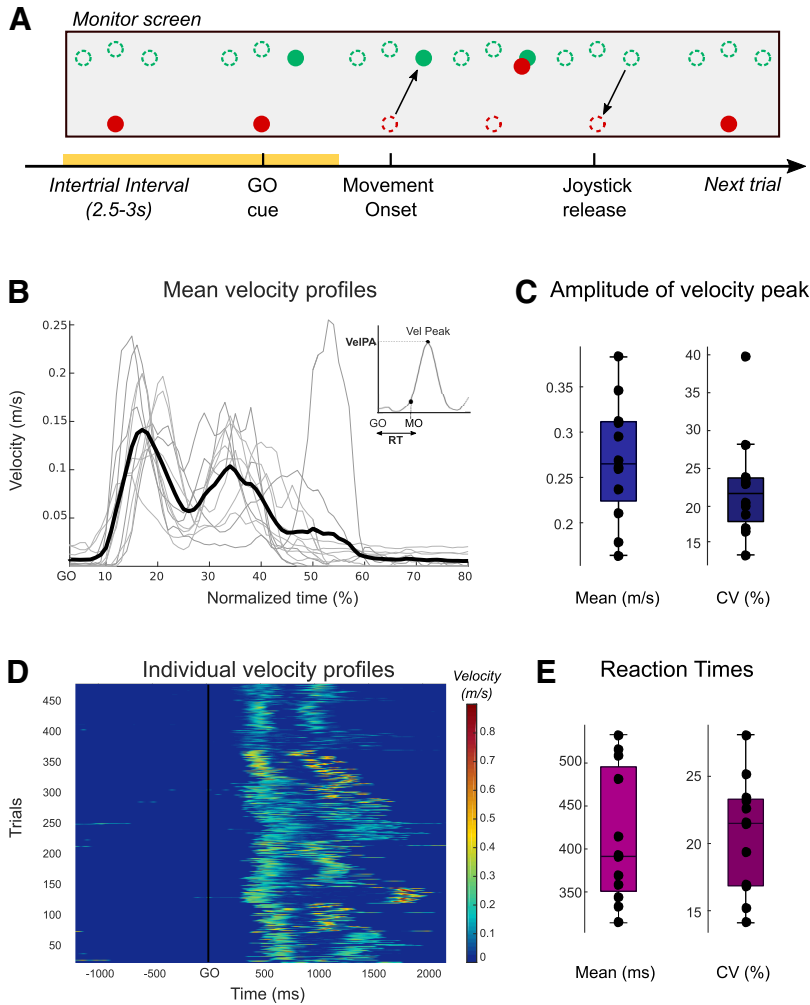 A
Monitor screen
Intertrial Interval
(2.5-3s)
GO
cue
Movement
Onset
Joystick
release
Next trial
B
Mean velocity profiles
Velocity (m/s)
0.25
0.2
0.15
0.1
0.05
GO
10
20
30
40
50
60
70
80
Normalized time (%)
VelPA
Vel Peak
GO
MO
RT
C
Amplitude of velocity peak
0.35
0.3
0.25
0.2
Mean (m/s)
40
35
30
25
20
15
CV (%)
D
Individual velocity profiles
Trials
450
400
350
300
250
200
150
100
50
-1000
-500
GO
500
1000
1500
2000
Time (ms)
Velocity
(m/s)
0.8
0.7
0.6
0.5
0.4
0.3
0.2
0.1
0
E
Reaction Times
500
450
400
350
Mean (ms)
25
20
15
CV (%)